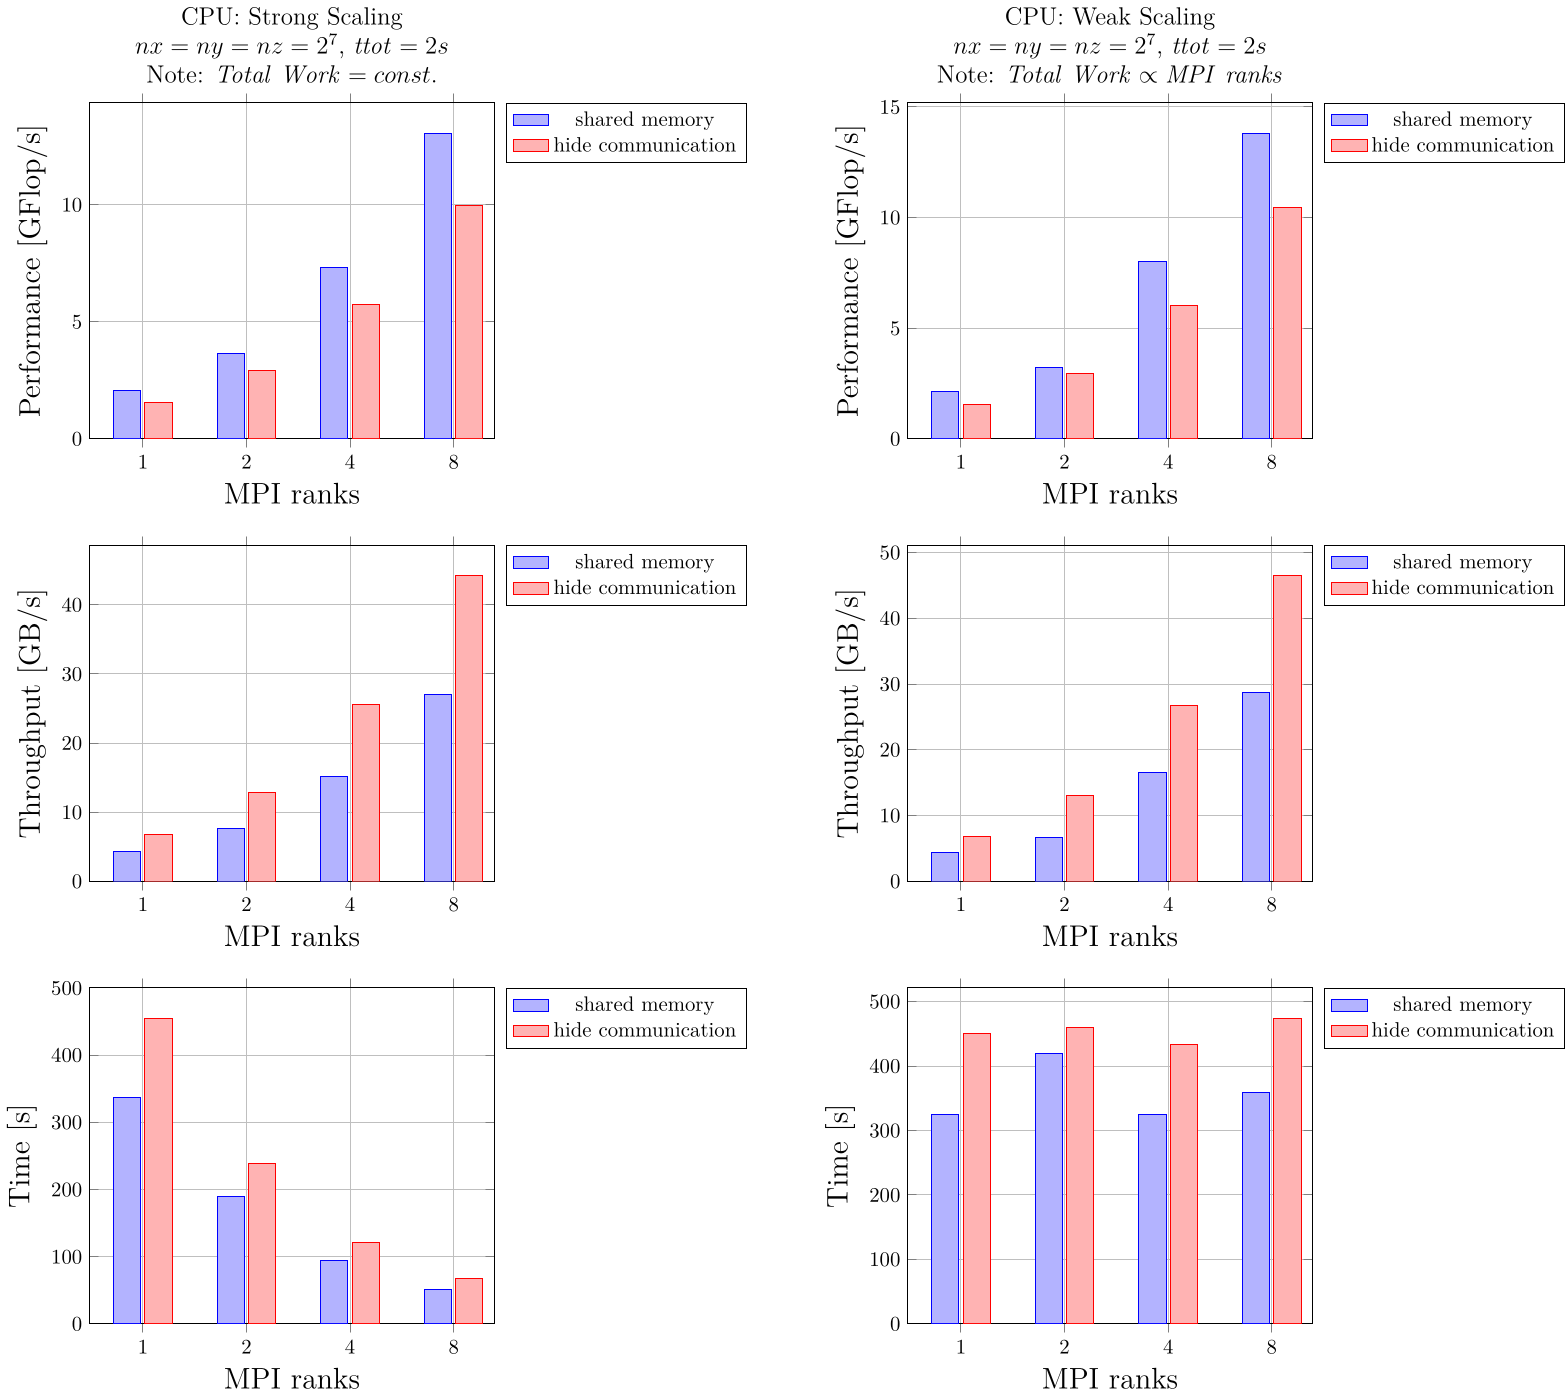 CPU: Strong Scaling
nx = ny = nz = 2⁷, ttot = 2s
Note: Total Work = const.
Performance [GFlop/s]
10
5
0
1 2 4 8
MPI ranks
shared memory
hide communication
CPU: Weak Scaling
nx = ny = nz = 2⁷, ttot = 2s
Note: Total Work ∝ MPI ranks
Performance [GFlop/s]
15
10
5
0
1 2 4 8
MPI ranks
shared memory
hide communication
Throughput [GB/s]
40
30
20
10
0
1 2 4 8
MPI ranks
shared memory
hide communication
Throughput [GB/s]
50
40
30
20
10
0
1 2 4 8
MPI ranks
shared memory
hide communication
Time [s]
500
400
300
200
100
0
1 2 4 8
MPI ranks
shared memory
hide communication
Time [s]
500
400
300
200
100
0
1 2 4 8
MPI ranks
shared memory
hide communication